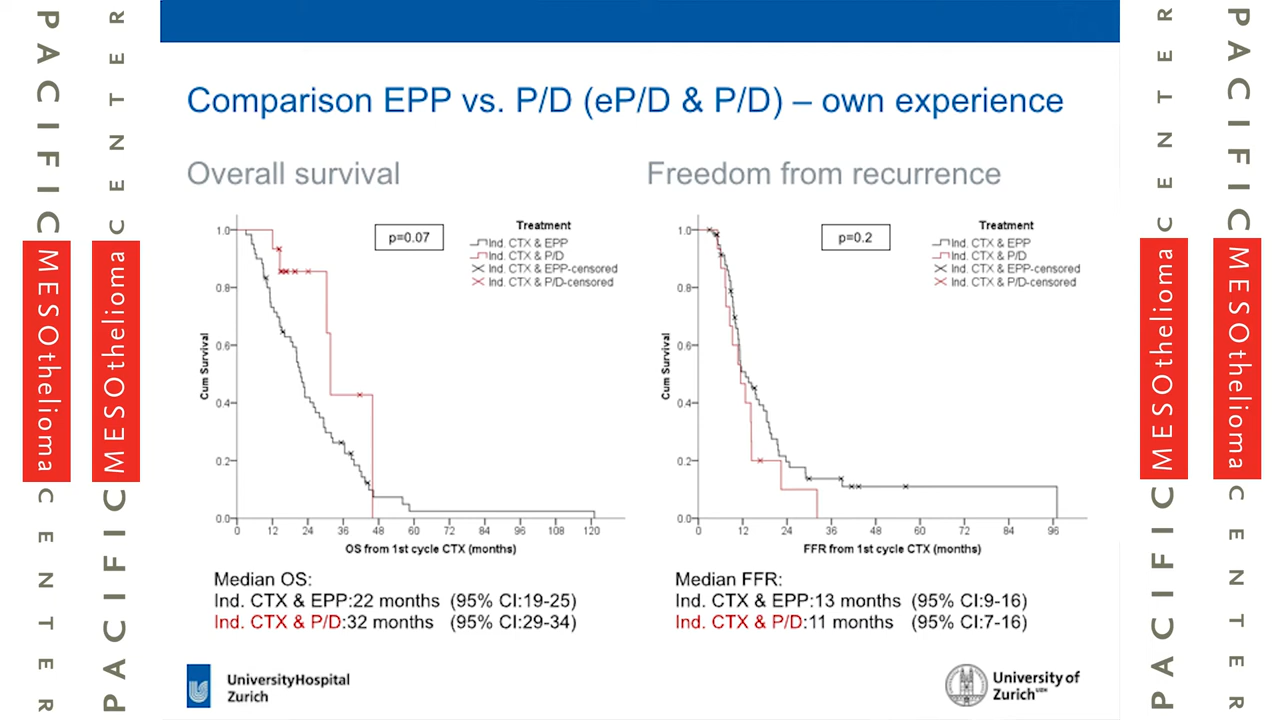 PACIFIC MESOthelioma CENTER
PACIFIC MESOthelioma CENTER
Comparison EPP vs. P/D (eP/D & P/D) – own experience
Overall survival
p=0.07
Treatment
Ind. CTX & EPP
Ind. CTX & P/D
Ind. CTX & EPP-censored
Ind. CTX & P/D-censored
Cum Survival
1.0
0.8
0.6
0.4
0.2
0.0
0 12 24 36 48 60 72 84 96 108 120
OS from 1st cycle CTX (months)
Median OS:
Ind. CTX & EPP:22 months (95% CI:19-25)
Ind. CTX & P/D:32 months (95% CI:29-34)
Freedom from recurrence
p=0.2
Treatment
Ind. CTX & EPP
Ind. CTX & P/D
Ind. CTX & EPP-censored
Ind. CTX & P/D-censored
Cum Survival
1.0
0.8
0.6
0.4
0.2
0.0
0 12 24 36 48 60 72 84 96
FFR from 1st cycle CTX (months)
Median FFR:
Ind. CTX & EPP:13 months (95% CI:9-16)
Ind. CTX & P/D:11 months (95% CI:7-16)
UniversityHospital
Zurich
University of
Zurich UZH
PACIFIC MESOthelioma CENTER
PACIFIC MESOthelioma CENTER